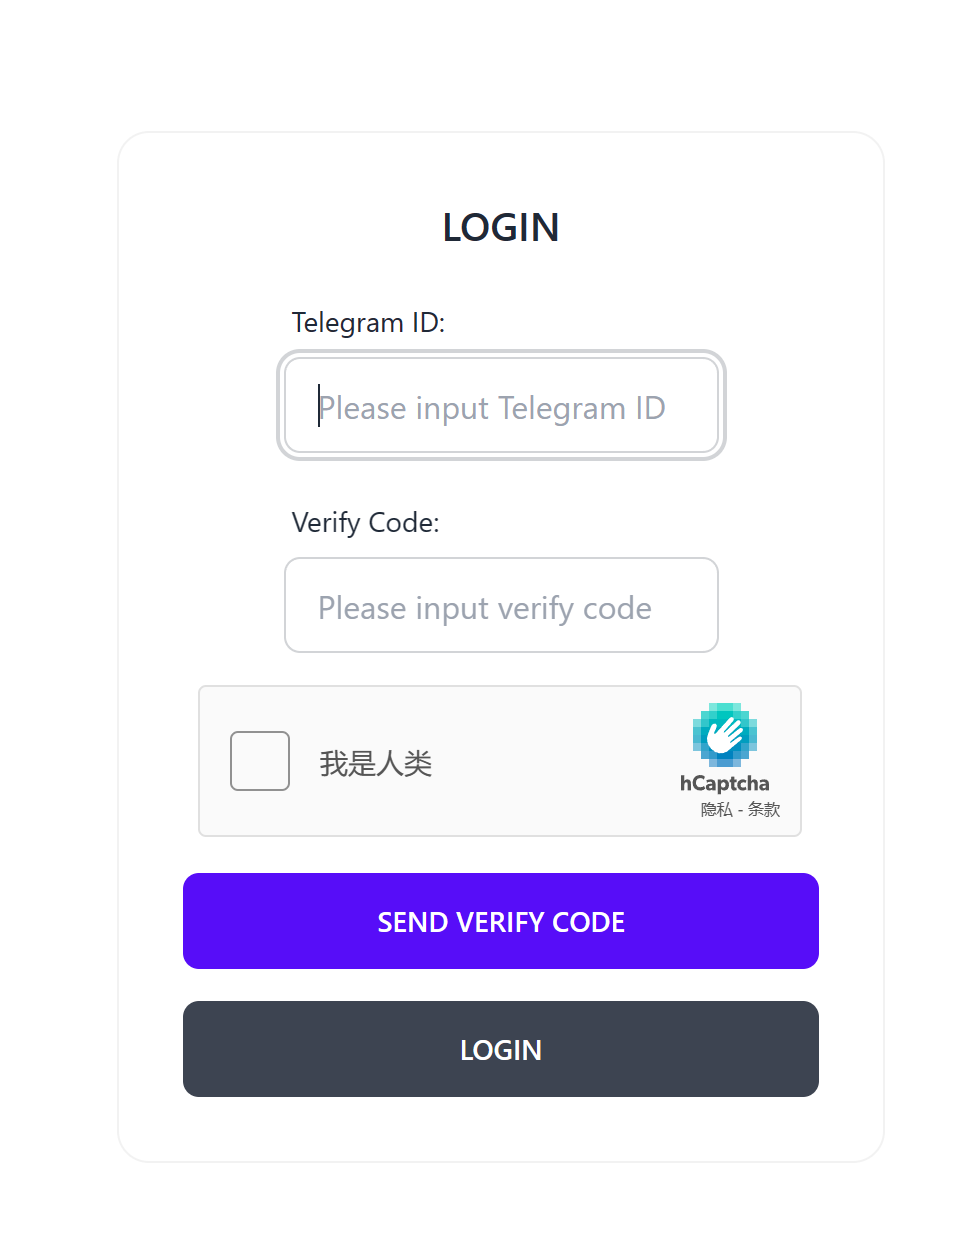 LOGIN
Telegram ID:
Please input Telegram ID
Verify Code:
Please input verify code
我是人类
hCaptcha
隐私 - 条款
SEND VERIFY CODE
LOGIN